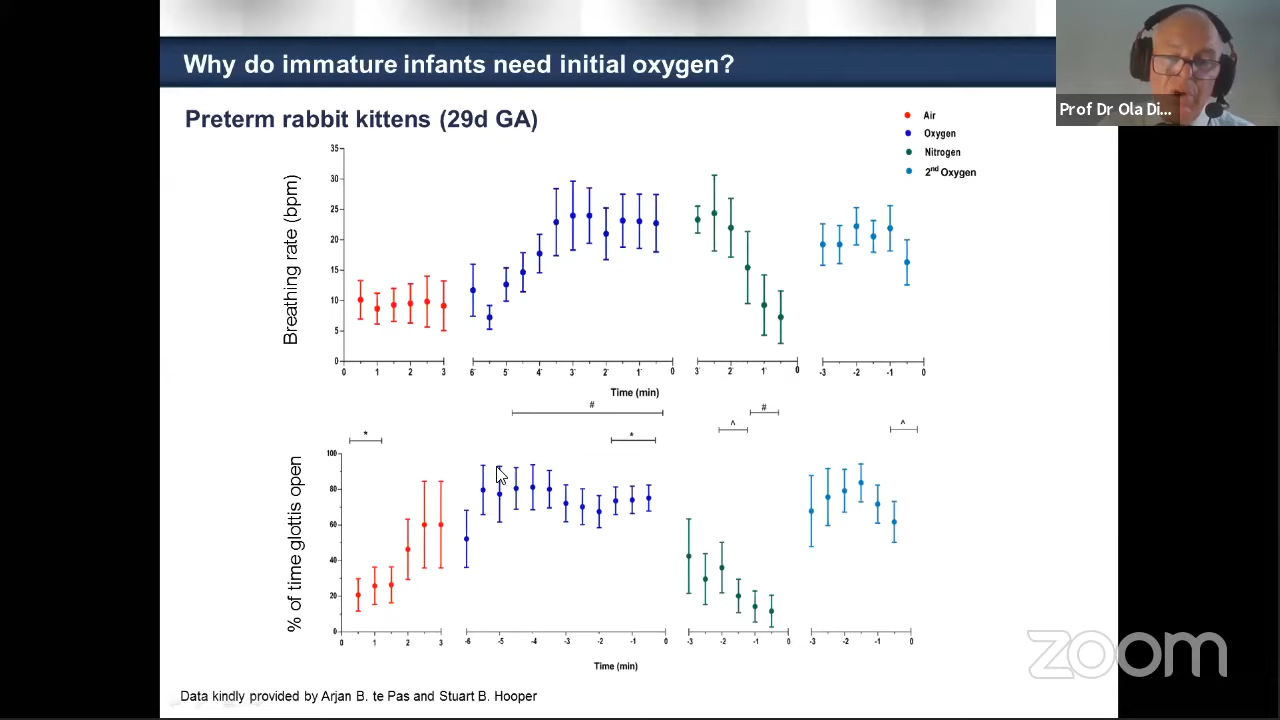 Why do immature infants need initial oxygen?
Prof Dr Ola Di...
Preterm rabbit kittens (29d GA)
Air
Oxygen
Nitrogen
2nd Oxygen
Breathing rate (bpm)
35
30
25
20
15
10
5
0
0 1 2 3 6 5 4 3 2 1 0 3 2 1 0 -3 -2 -1 0
Time (min)
# #
^ ^
* *
% of time glottis open
100
80
60
40
20
0
0 1 2 3 -6 -5 -4 -3 -2 -1 0 -3 -2 -1 0 -3 -2 -1 0
Time (min)
Data kindly provided by Arjan B. te Pas and Stuart B. Hooper
zoom